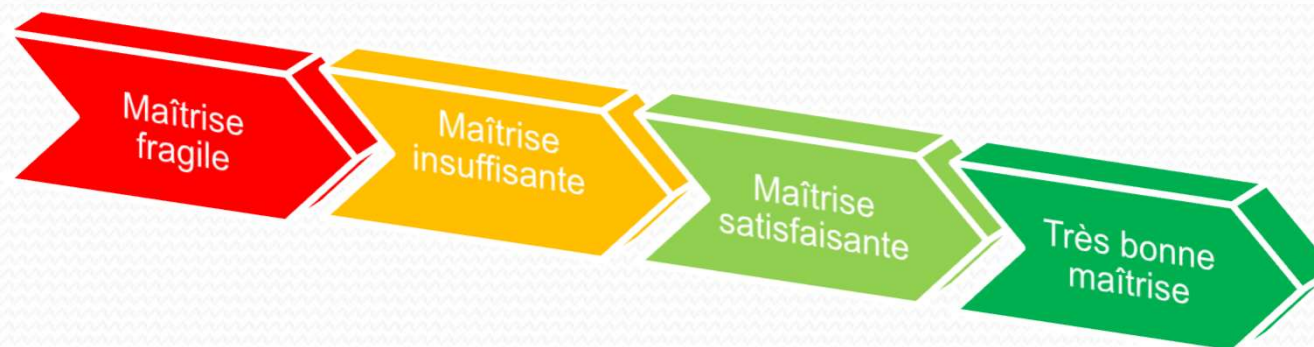 Maîtrise
fragile
Maîtrise
insuffisante
Maîtrise
satisfaisante
Très bonne
maîtrise